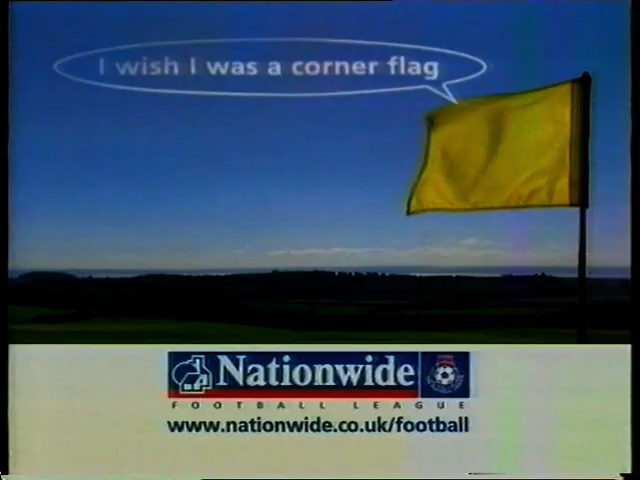 I wish I was a corner flag
Nationwide
FOOTBALL LEAGUE
www.nationwide.co.uk/football